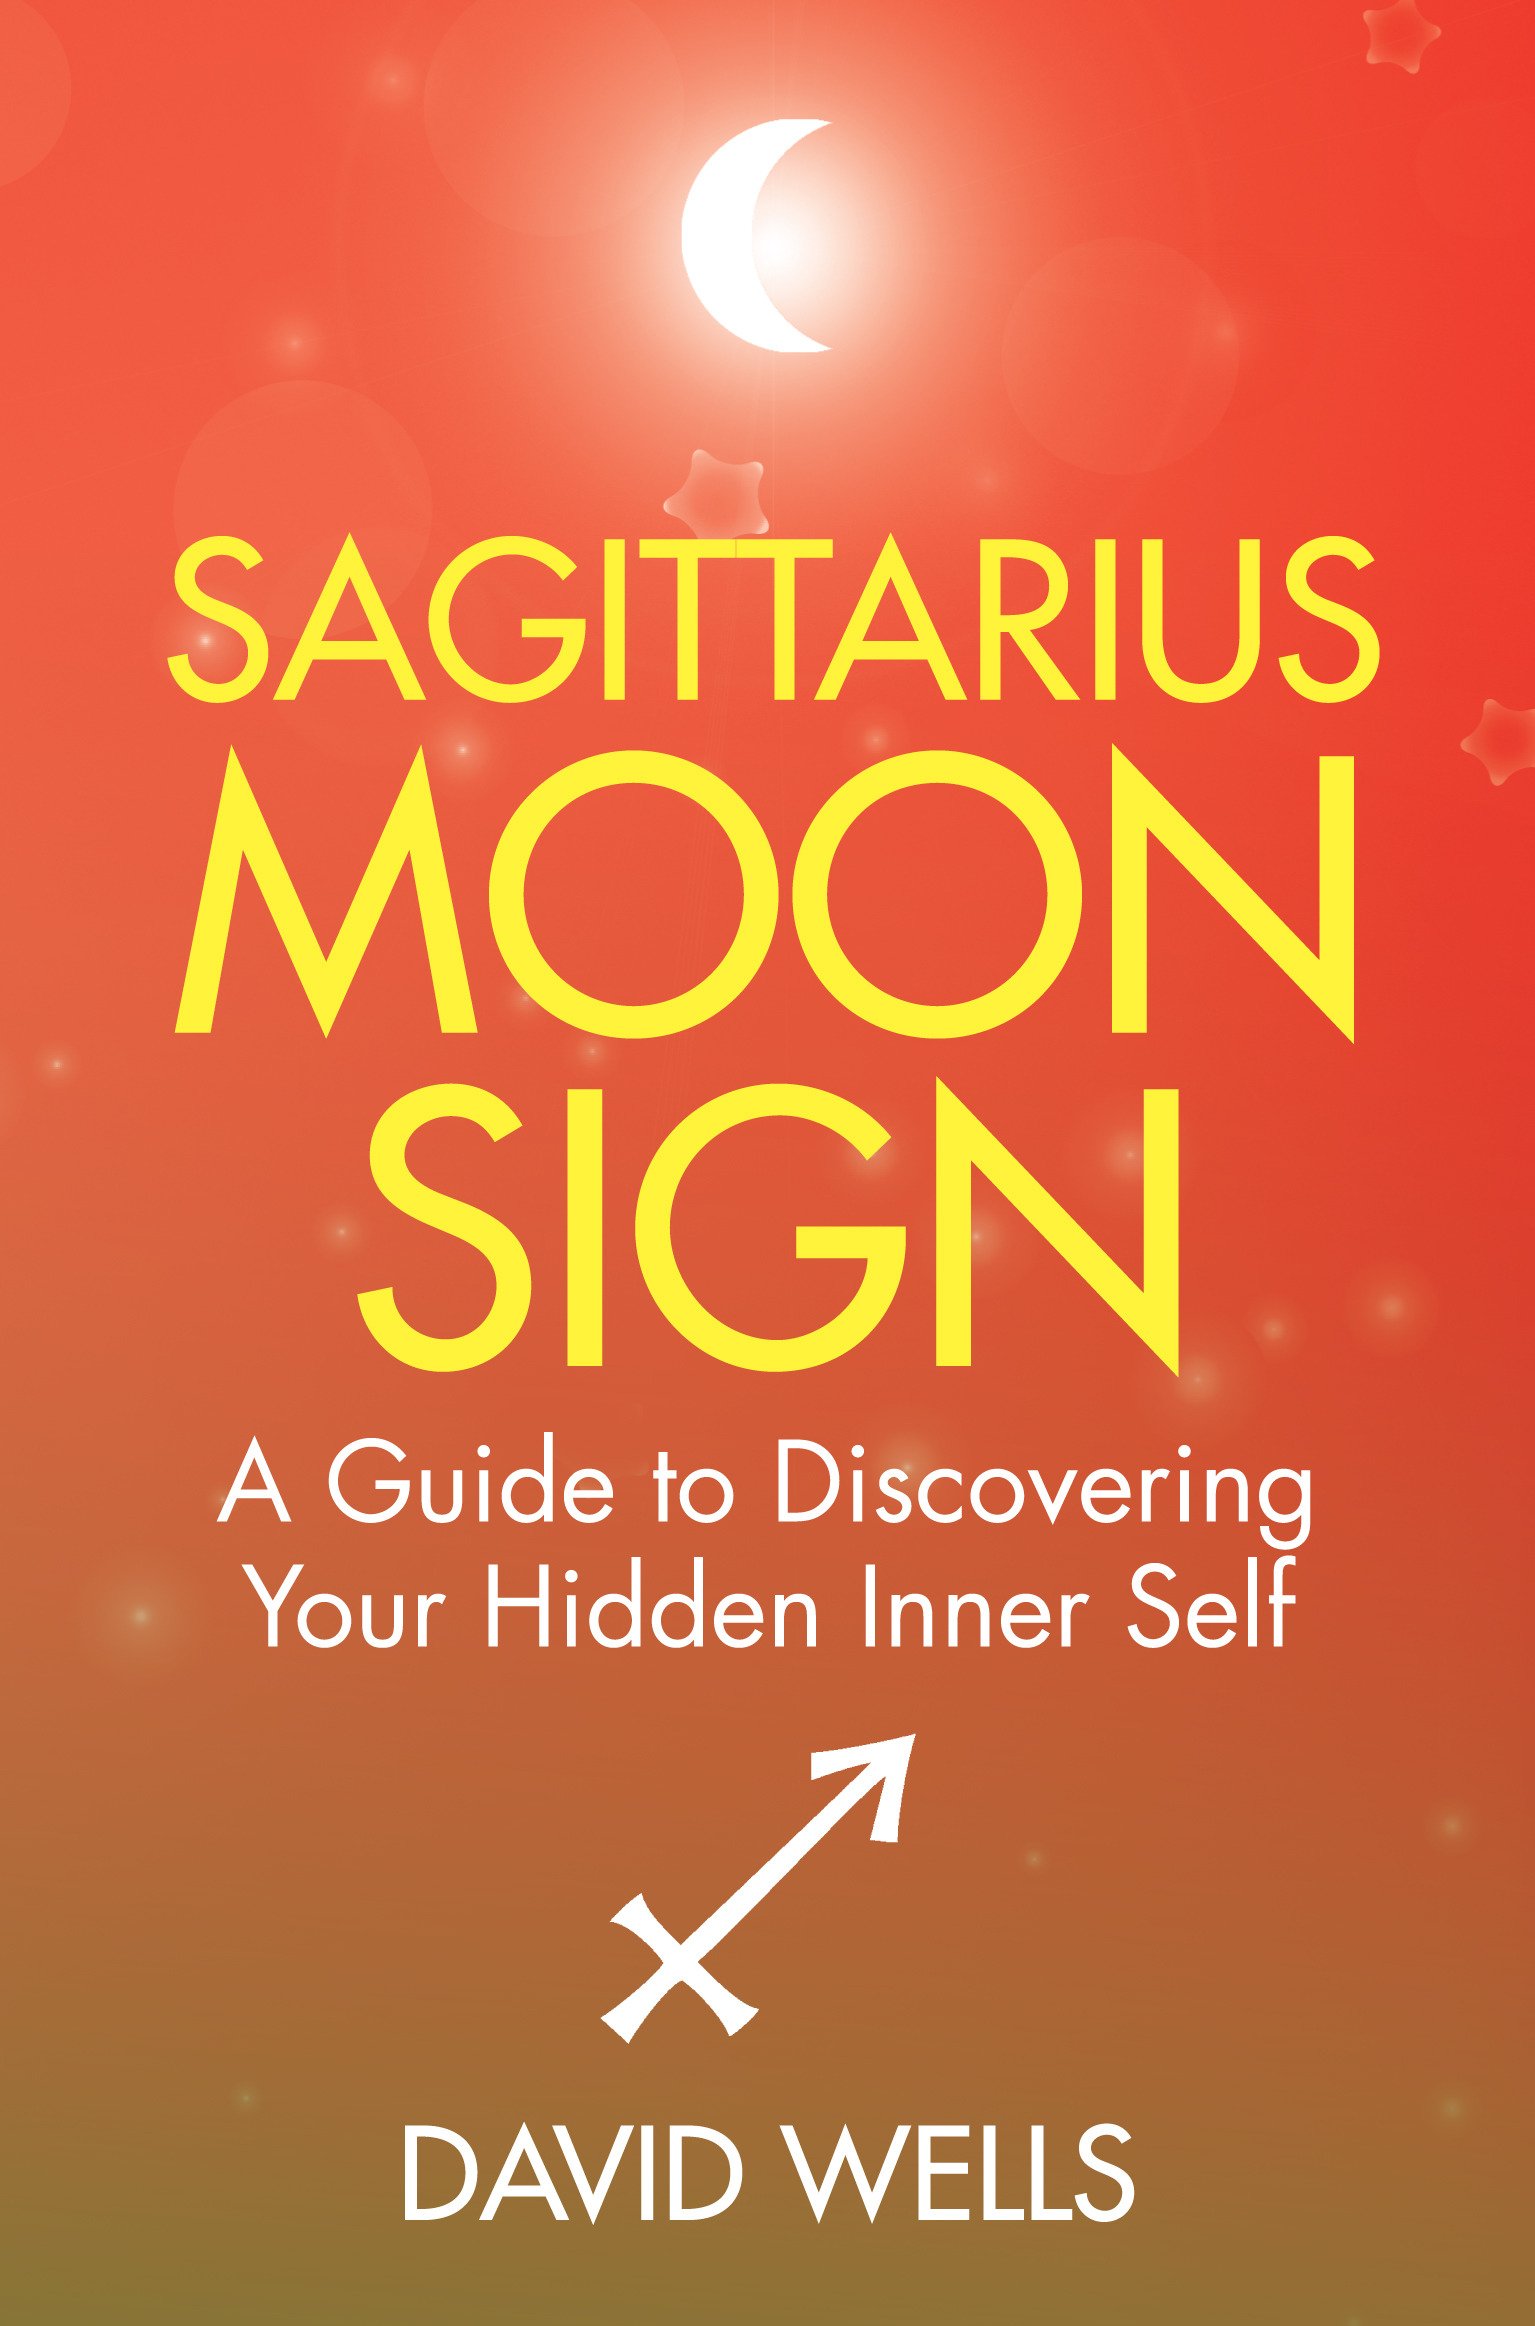 SAGITTARIUS
MOON
SIGN
A Guide to Discovering
Your Hidden Inner Self
DAVID WELLS